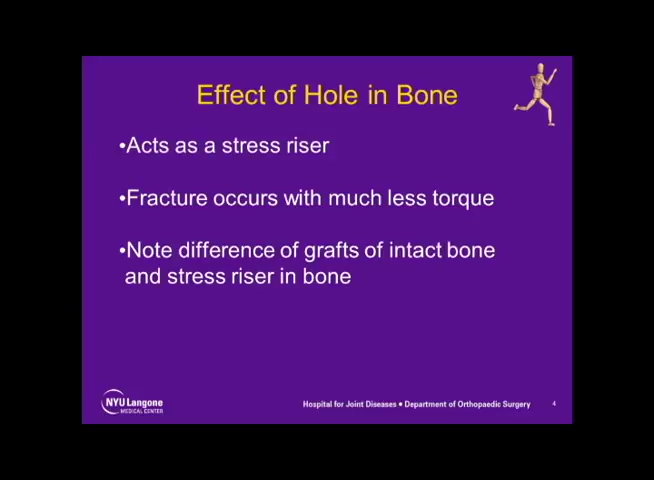 Effect of Hole in Bone
•Acts as a stress riser
•Fracture occurs with much less torque
•Note difference of grafts of intact bone
and stress riser in bone
NYU Langone
MEDICAL CENTER
Hospital for Joint Diseases • Department of Orthopaedic Surgery
4